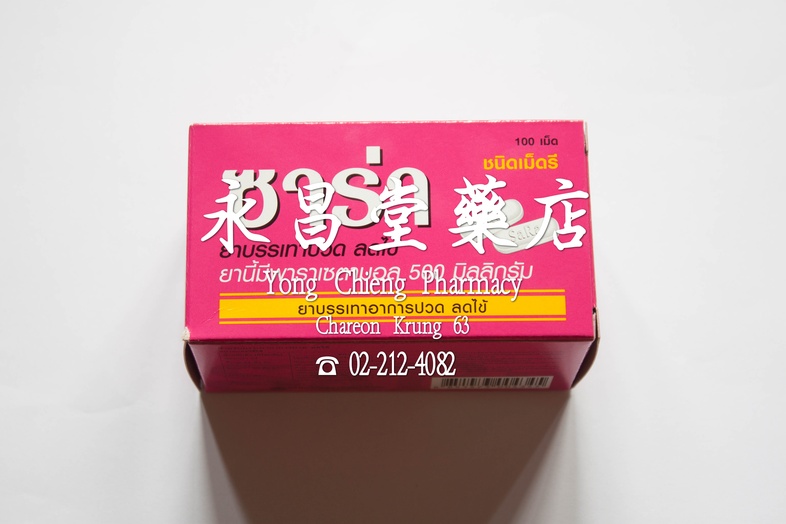 100 เม็ด
ชนิดเม็ดรี
ซาร่า
永昌堂藥店
SaRa
ยาบรรเทาปวด ลดไข้
ยานี้มีพาราเซตามอล 500 มิลลิกรัม
Yong Chieng Pharmacy
ยาบรรเทาอาการปวด ลดไข้
Chareon Krung 63
☎ 02-212-4082